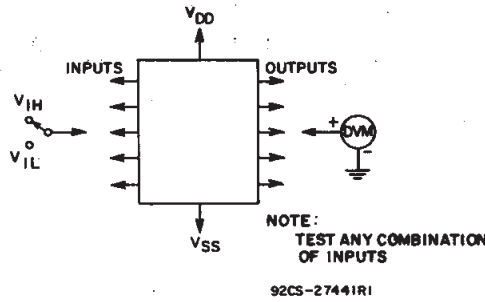 VDD
INPUTS
OUTPUTS
VIH
VIL
+
DVM
-
VSS
NOTE:
TEST ANY COMBINATION
OF INPUTS
92CS-27441R1